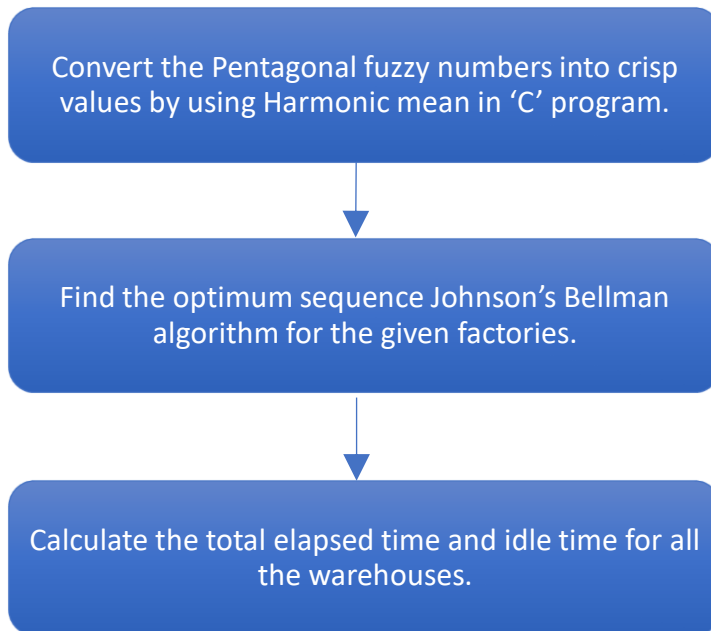 Convert the Pentagonal fuzzy numbers into crisp
values by using Harmonic mean in ‘C’ program.
Find the optimum sequence Johnson’s Bellman
algorithm for the given factories.
Calculate the total elapsed time and idle time for all
the warehouses.